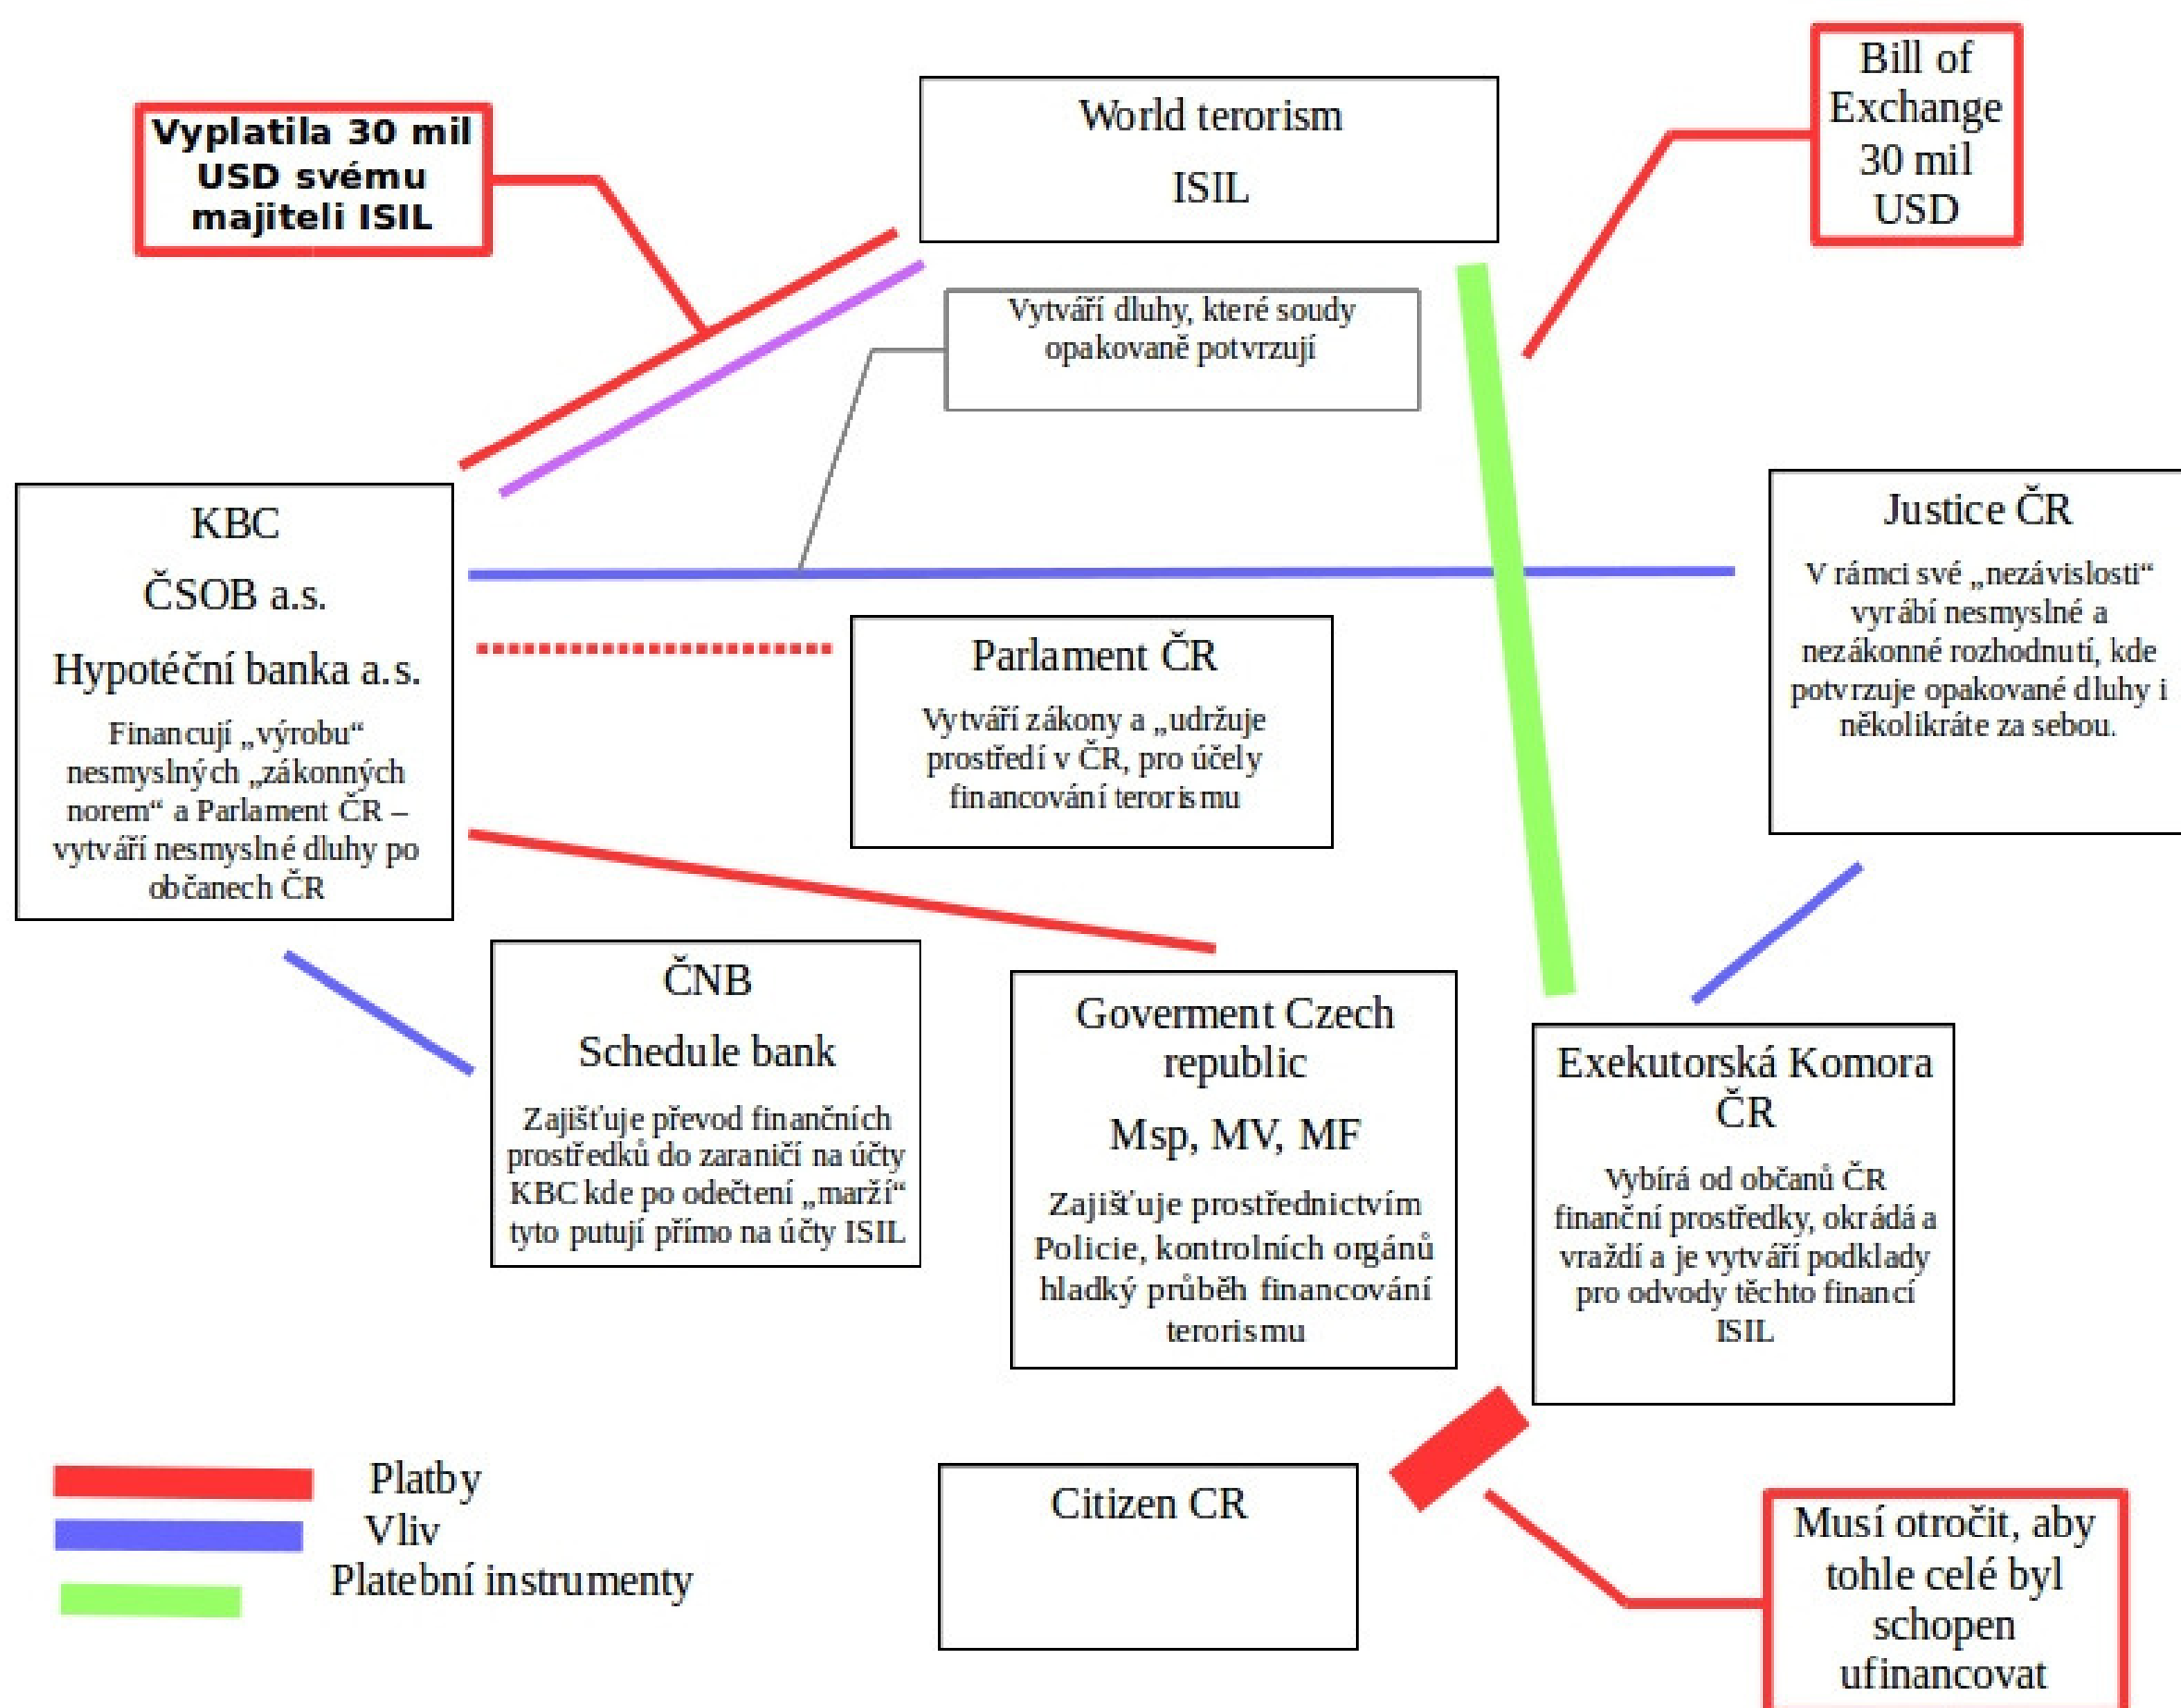 Bill of
Exchange
30 mil
USD
Vyplatila 30 mil
USD svému
majiteli ISIL
World terorism
ISIL
Vytváří dluhy, které soudy
opakovaně potvrzují
KBC
ČSOB a.s.
Hypotéční banka a.s.
Financují „výrobu“
nesmyslných „zákonných
norem“ a Parlament ČR –
vytváří nesmyslné dluhy po
občanech ČR
Justice ČR
V rámci své „nezávislosti“
vyrábí nesmyslné a
nezákonné rozhodnutí, kde
potvrzuje opakované dluhy i
několikráte za sebou.
Parlament ČR
Vytváří zákony a „udržuje
prostředí v ČR, pro účely
financování terorismu
ČNB
Schedule bank
Zajišťuje převod finančních
prostředků do zaraničí na účty
KBC kde po odečtení „marží“
tyto putují přímo na účty ISIL
Goverment Czech
republic
Msp, MV, MF
Zajišťuje prostřednictvím
Policie, kontrolních orgánů
hladký průběh financování
terorismu
Exekutorská Komora
ČR
Vybírá od občanů ČR
finanční prostředky, okrádá a
vraždí a je vytváří podklady
pro odvody těchto financí
ISIL
Citizen CR
Platby
Vliv
Platební instrumenty
Musí otročit, aby
tohle celé byl
schopen
ufinancovat